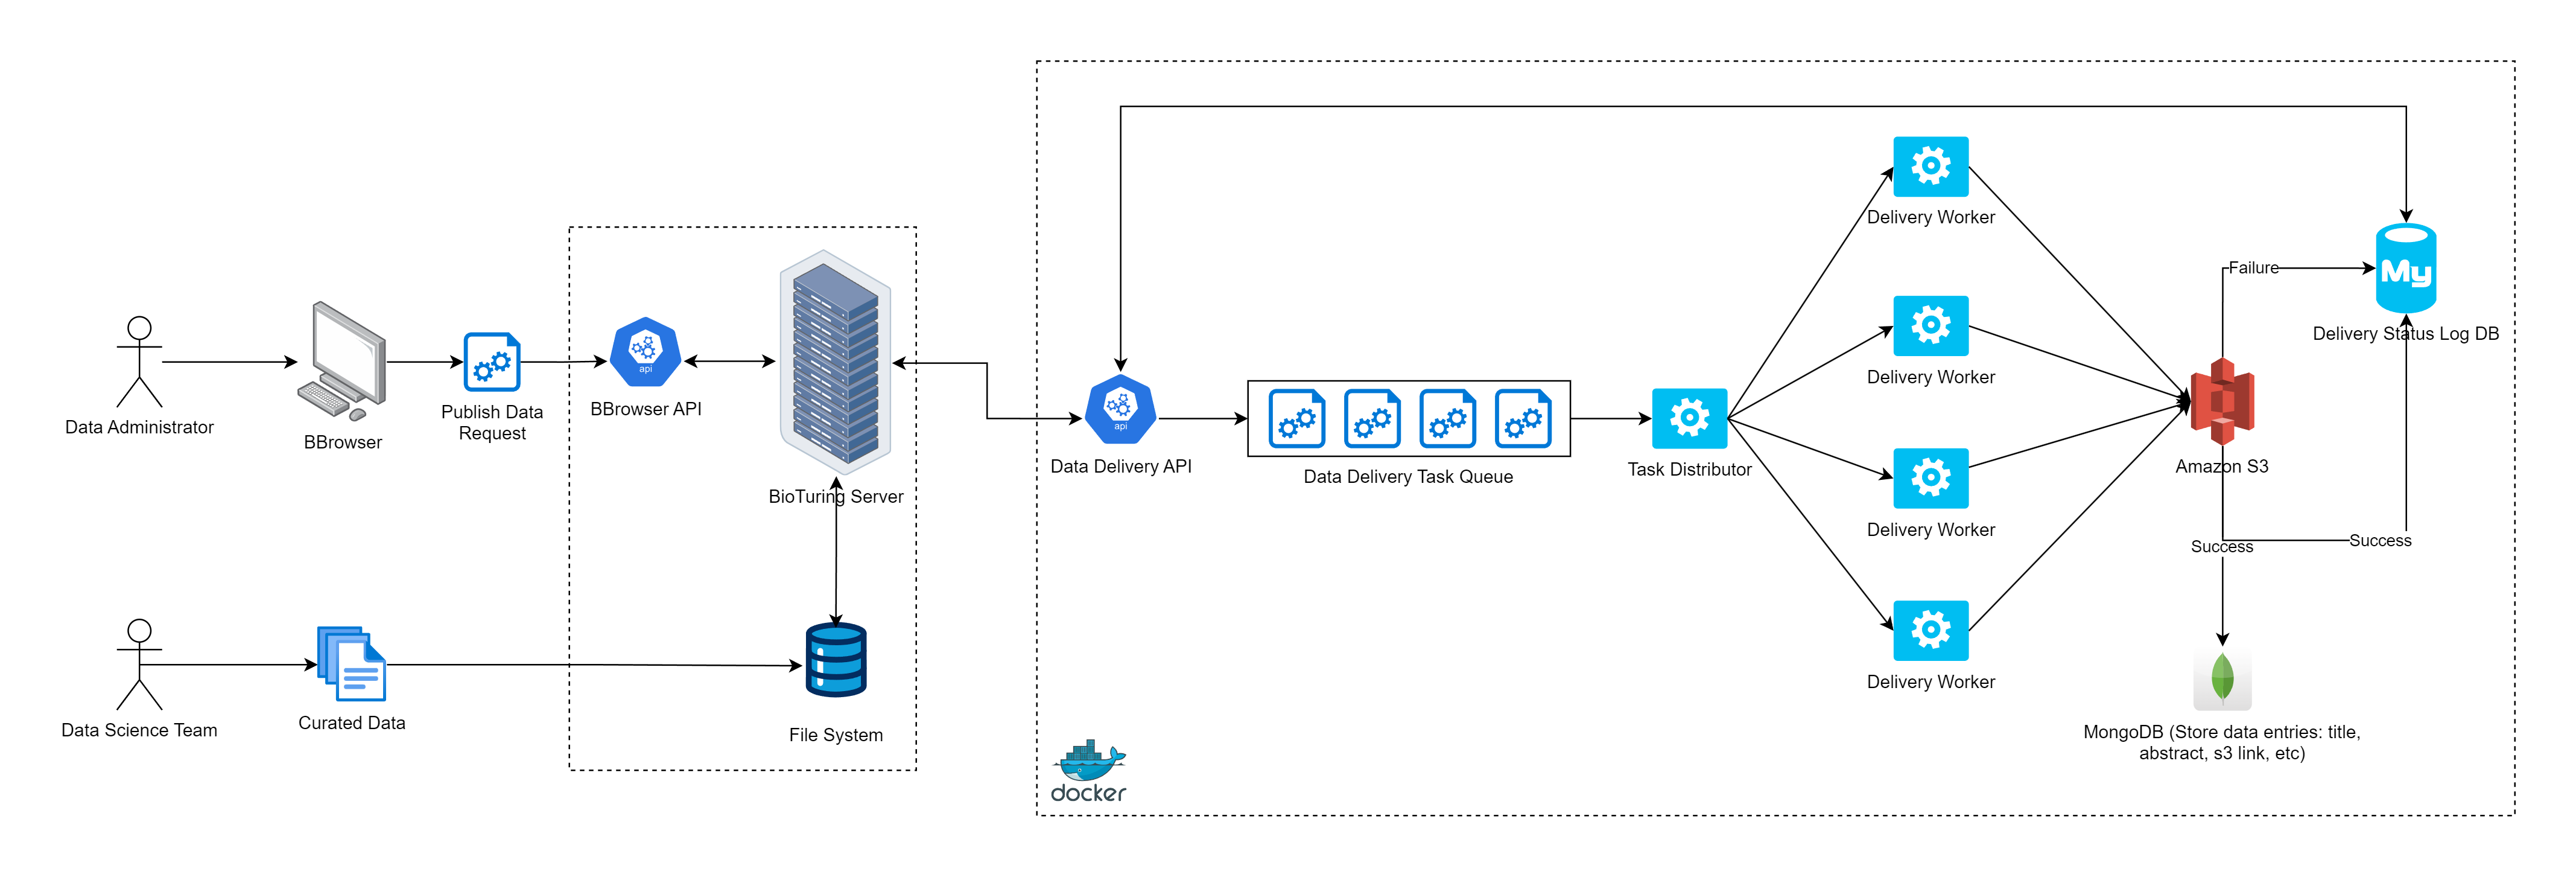 Data Administrator
BBrowser
Publish Data
Request
api
BBrowser API
BioTuring Server
Data Science Team
Curated Data
File System
api
Data Delivery API
Data Delivery Task Queue
Task Distributor
Delivery Worker
Delivery Worker
Delivery Worker
Delivery Worker
Amazon S3
Failure
My
Delivery Status Log DB
Success
Success
MongoDB (Store data entries: title,
abstract, s3 link, etc)
docker